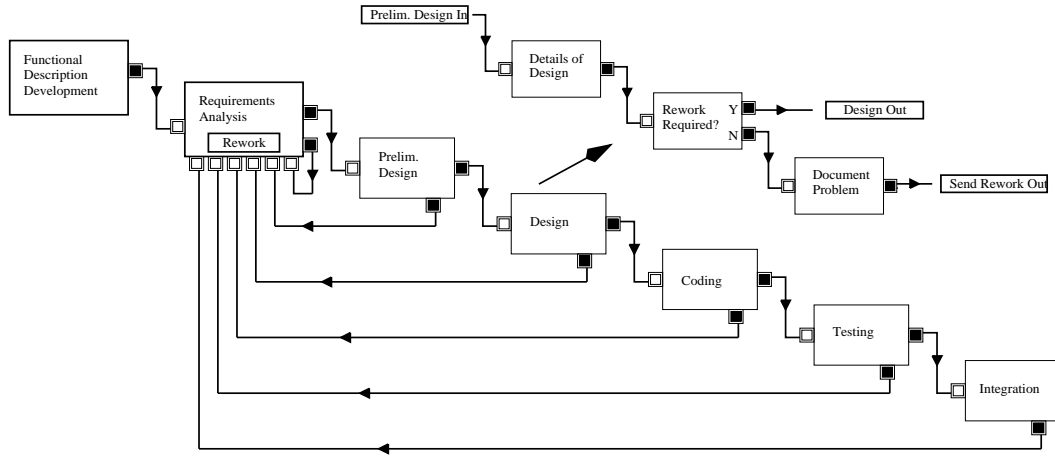 Prelim. Design In
Functional
Description
Development
Details of
Design
Requirements
Analysis
Rework
Rework
Required?
Y
N
Design Out
Prelim.
Design
Document
Problem
Send Rework Out
Design
Coding
Testing
Integration